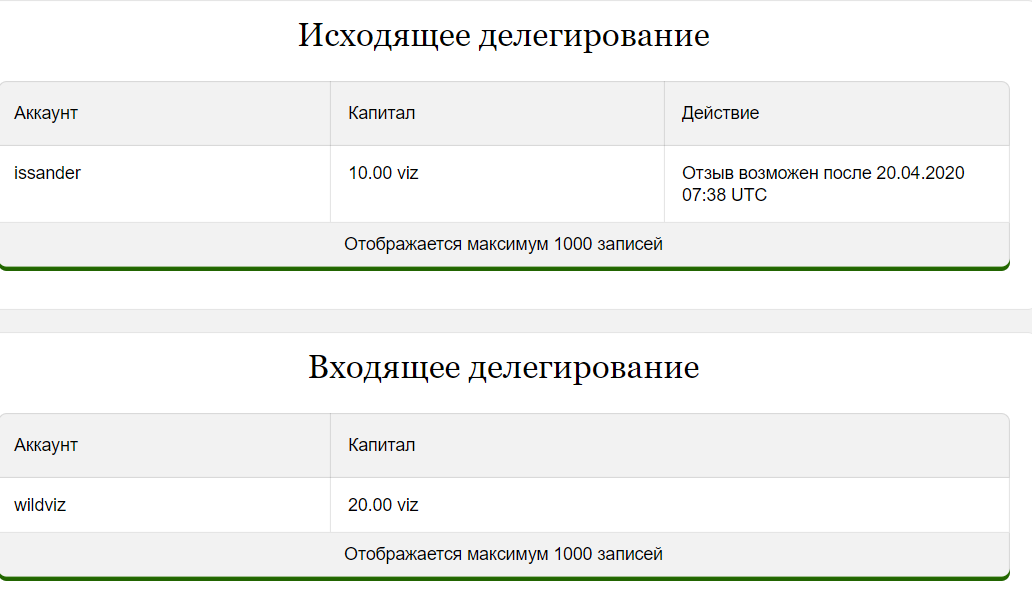 Исходящее делегирование
Аккаунт Капитал Действие
issander 10.00 viz Отзыв возможен после 20.04.2020
07:38 UTC
Отображается максимум 1000 записей
Входящее делегирование
Аккаунт Капитал
wildviz 20.00 viz
Отображается максимум 1000 записей